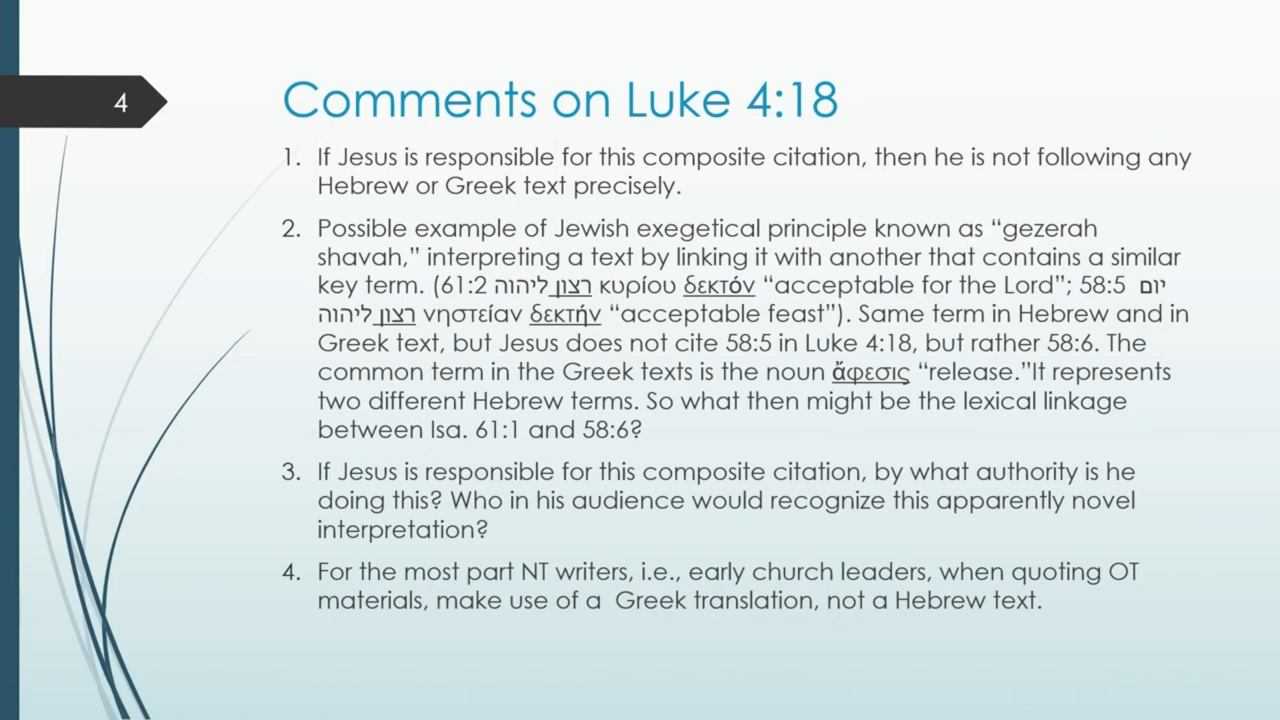 4
Comments on Luke 4:18
1. If Jesus is responsible for this composite citation, then he is not following any
Hebrew or Greek text precisely.
2. Possible example of Jewish exegetical principle known as “gezerah
shavah,” interpreting a text by linking it with another that contains a similar
key term. (61:2 רצון ליהוה κυρίου δεκτόν “acceptable for the Lord”; 58:5 יום
רצון ליהוה νηστείαν δεκτήν “acceptable feast”). Same term in Hebrew and in
Greek text, but Jesus does not cite 58:5 in Luke 4:18, but rather 58:6. The
common term in the Greek texts is the noun ἄφεσις “release.”It represents
two different Hebrew terms. So what then might be the lexical linkage
between Isa. 61:1 and 58:6?
3. If Jesus is responsible for this composite citation, by what authority is he
doing this? Who in his audience would recognize this apparently novel
interpretation?
4. For the most part NT writers, i.e., early church leaders, when quoting OT
materials, make use of a Greek translation, not a Hebrew text.